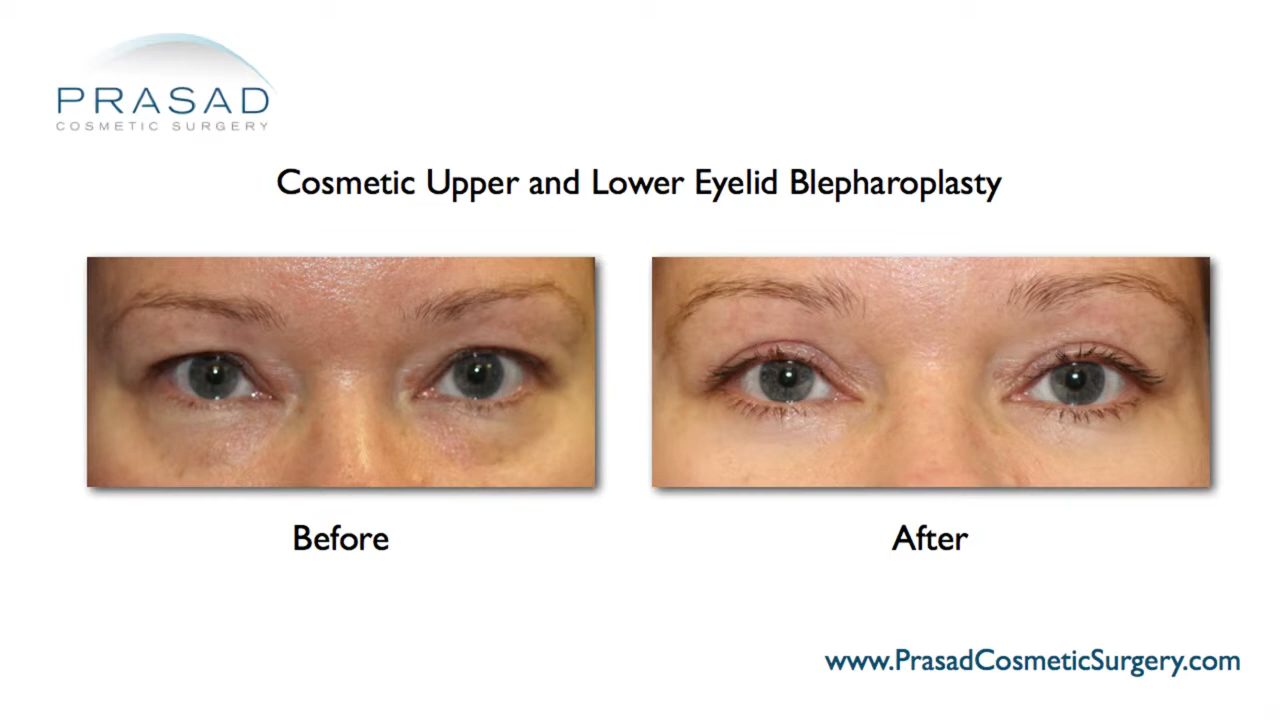 PRASAD
COSMETIC SURGERY
Cosmetic Upper and Lower Eyelid Blepharoplasty
Before
After
www.PrasadCosmeticSurgery.com